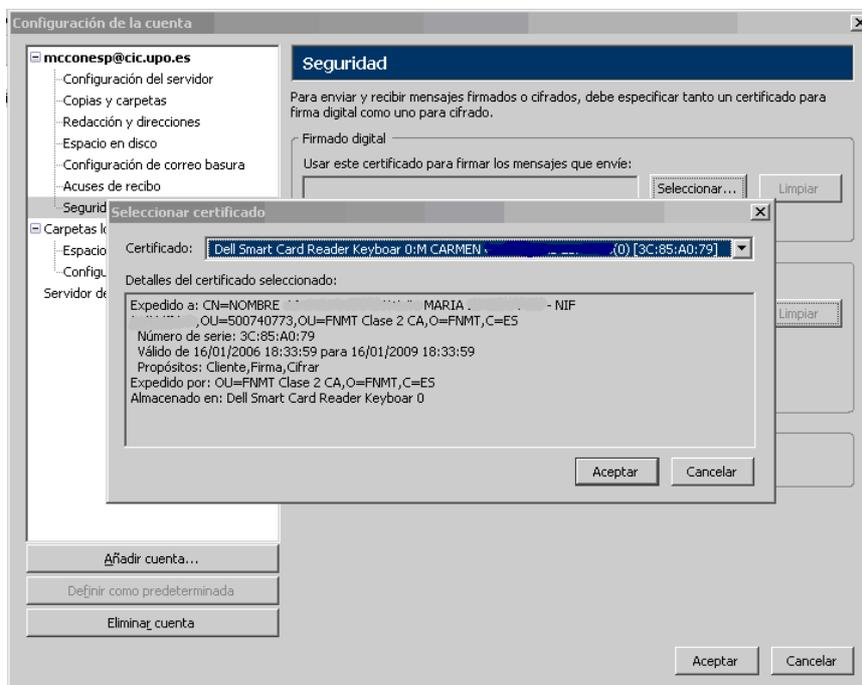 Configuración de la cuenta
mcconesp@cic.upo.es
Configuración del servidor
Copias y carpetas
Redacción y direcciones
Espacio en disco
Configuración de correo basura
Acuses de recibo
Segurid
Carpetas lo
Espacio
Configu
Servidor de
Añadir cuenta...
Definir como predeterminada
Eliminar cuenta
Seguridad
Para enviar y recibir mensajes firmados o cifrados, debe especificar tanto un certificado para
firma digital como uno para cifrado.
Firmado digital
Usar este certificado para firmar los mensajes que envíe:
Seleccionar...
Limpiar
Limpiar
Seleccionar certificado
Certificado:
Dell Smart Card Reader Keyboar 0:M CARMEN (0) [3C:85:A0:79]
Detalles del certificado seleccionado:
Expedido a: CN=NOMBRE MARIA - NIF
,OU=500740773,OU=FNMT Clase 2 CA,O=FNMT,C=ES
Número de serie: 3C:85:A0:79
Válido de 16/01/2006 18:33:59 para 16/01/2009 18:33:59
Propósitos: Cliente,Firma,Cifrar
Expedido por: OU=FNMT Clase 2 CA,O=FNMT,C=ES
Almacenado en: Dell Smart Card Reader Keyboar 0
Aceptar
Cancelar
Aceptar
Cancelar